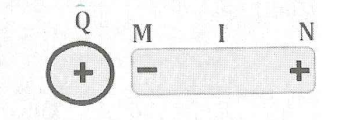 Q
M I N
+ − +